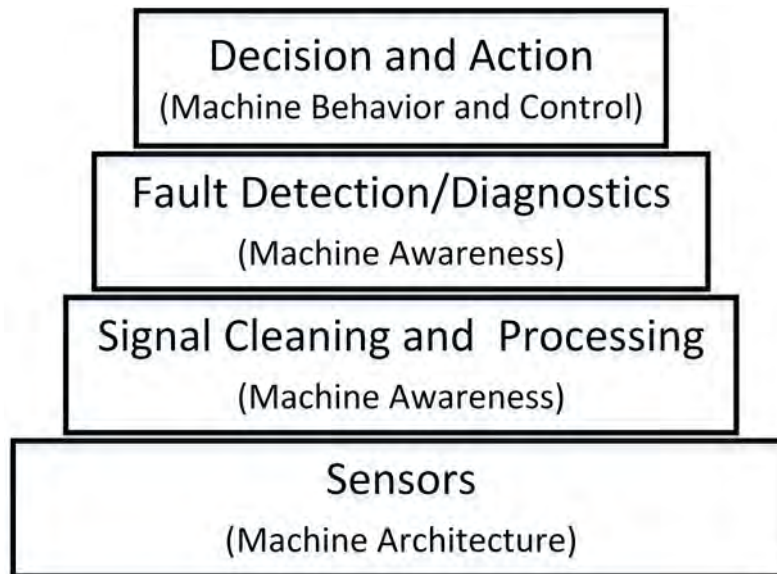 Decision and Action
(Machine Behavior and Control)
Fault Detection/Diagnostics
(Machine Awareness)
Signal Cleaning and Processing
(Machine Awareness)
Sensors
(Machine Architecture)